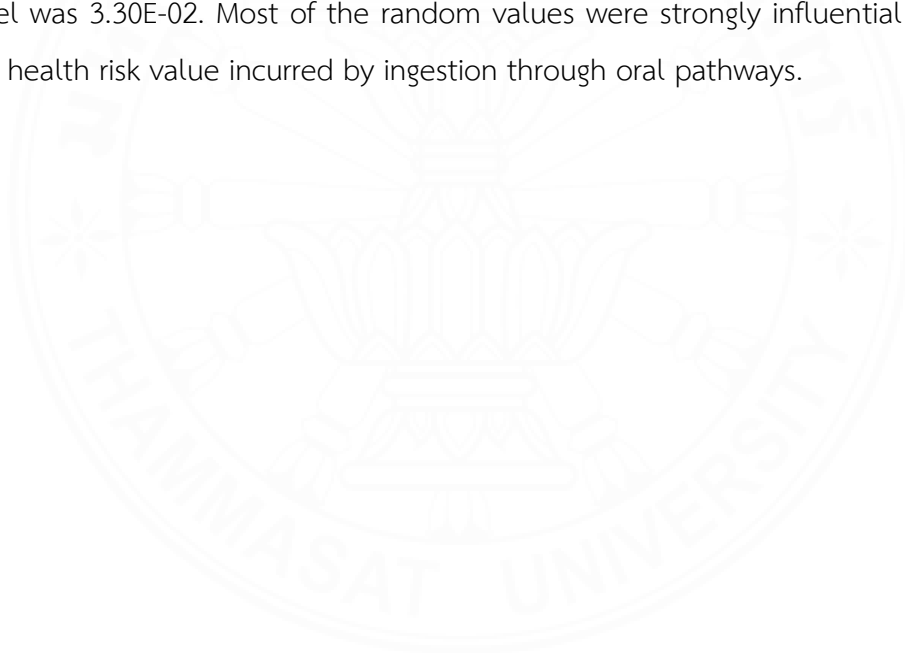 el was 3.30E-02. Most of the random values were strongly influential
health risk value incurred by ingestion through oral pathways.
THAMMASAT UNIVERSITY